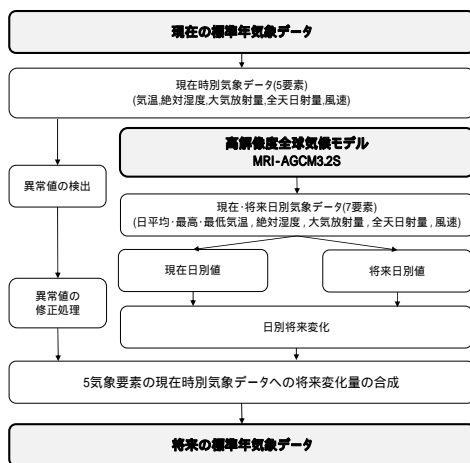 現在の標準年気象データ
現在時別気象データ(5要素)
(気温,絶対湿度,大気放射量,全天日射量,風速)
異常値の検出
高解像度全球気候モデル
MRI-AGCM3.2S
現在・将来日別気象データ(7要素)
(日平均・最高・最低気温,絶対湿度,大気放射量,全天日射量,風速)
現在日別値
将来日別値
異常値の
修正処理
日別将来変化
5気象要素の現在時別気象データへの将来変化量の合成
将来の標準年気象データ